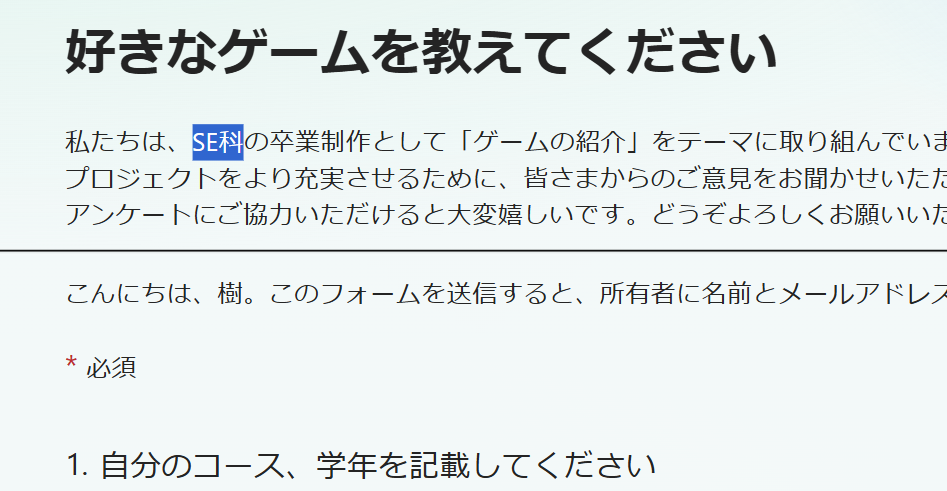 好きなゲームを教えてください
私たちは、SE科の卒業制作として「ゲームの紹介」をテーマに取り組んでいま
プロジェクトをより充実させるために、皆さまからのご意見をお聞かせいただ
アンケートにご協力いただけると大変嬉しいです。どうぞよろしくお願いいた
こんにちは、樹。このフォームを送信すると、所有者に名前とメールアドレス
* 必須
1. 自分のコース、学年を記載してください